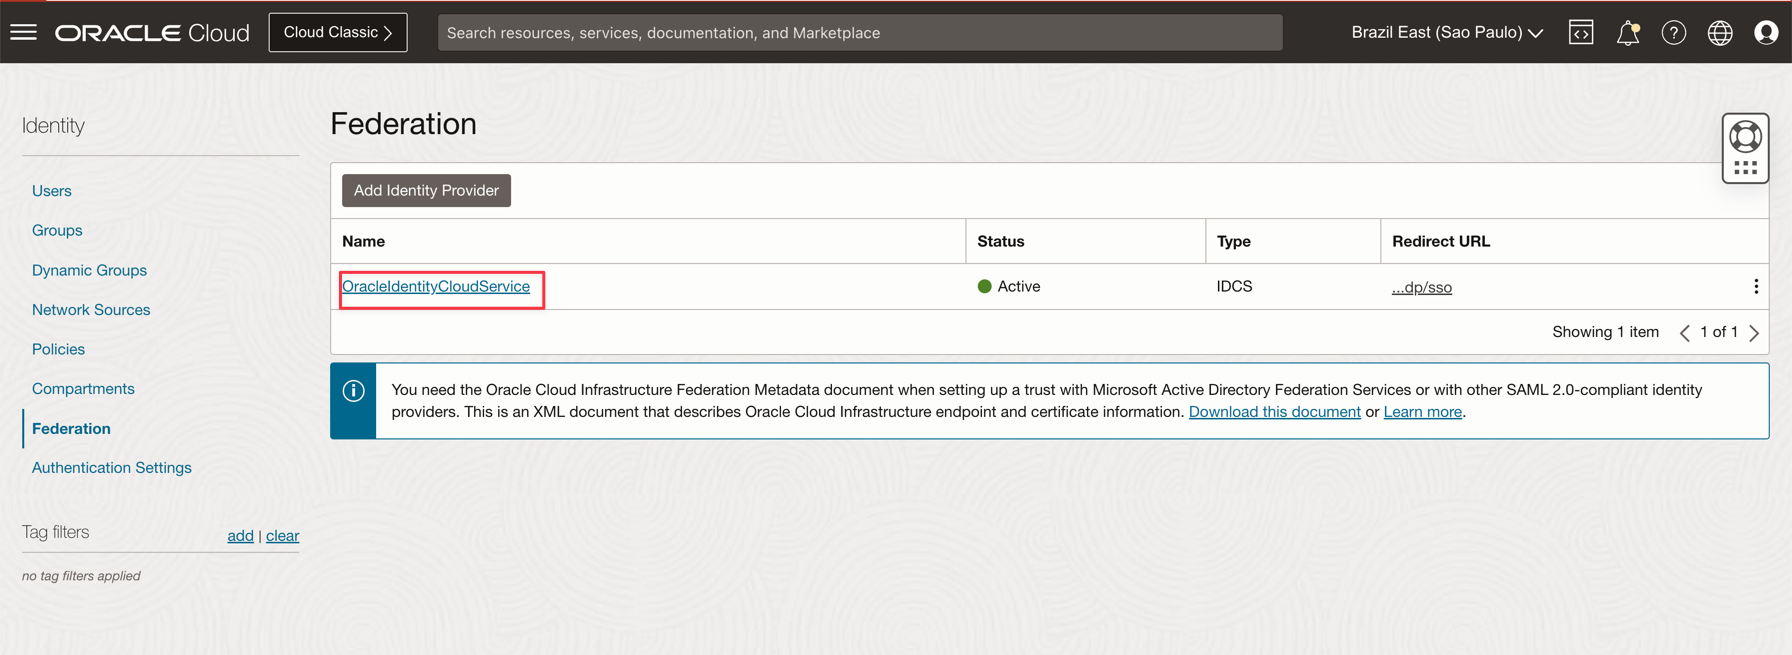 ORACLE Cloud
Cloud Classic
Search resources, services, documentation, and Marketplace
Brazil East (Sao Paulo)
Identity
Users
Groups
Dynamic Groups
Network Sources
Policies
Compartments
Federation
Authentication Settings
Tag filters
add | clear
no tag filters applied
Federation
Add Identity Provider
Name Status Type Redirect URL
OracleIdentityCloudService Active IDCS ...dp/sso
Showing 1 item < 1 of 1 >
You need the Oracle Cloud Infrastructure Federation Metadata document when setting up a trust with Microsoft Active Directory Federation Services or with other SAML 2.0-compliant identity
providers. This is an XML document that describes Oracle Cloud Infrastructure endpoint and certificate information. Download this document or Learn more.